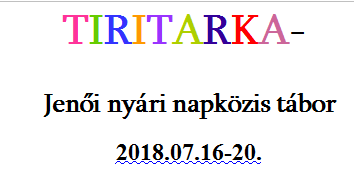 TIRITARKA-
Jenői nyári napközis tábor
2018.07.16-20.